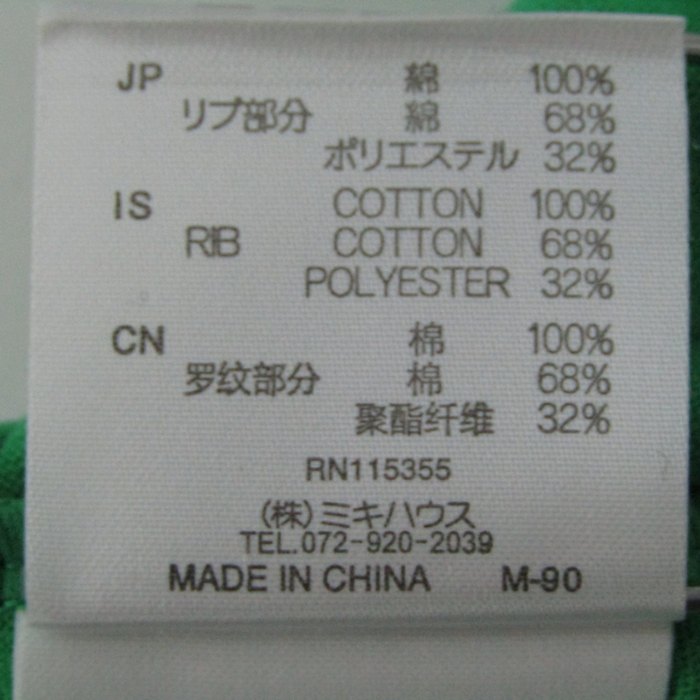 JP 綿 100%
リブ部分 綿 68%
ポリエステル 32%
IS COTTON 100%
RIB COTTON 68%
POLYESTER 32%
CN 棉 100%
罗纹部分 棉 68%
聚酯纤维 32%
RN115355
(株)ミキハウス
TEL.072-920-2039
MADE IN CHINA M-90